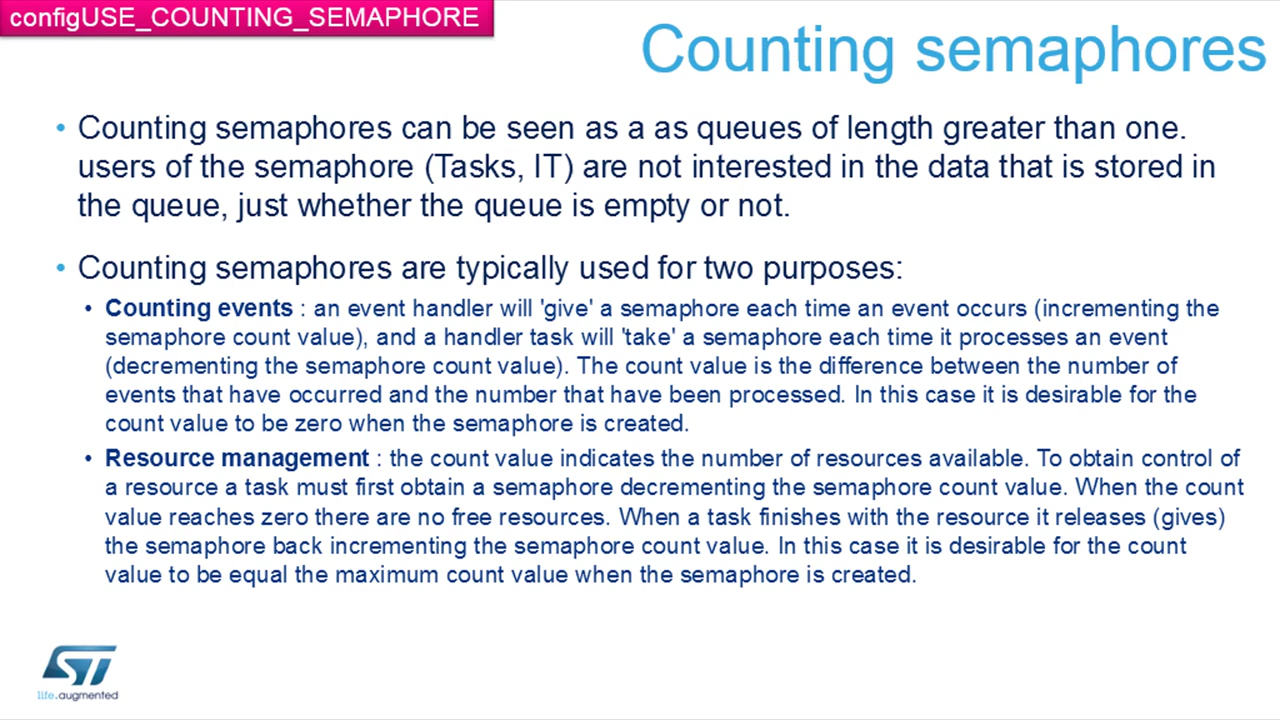 configUSE_COUNTING_SEMAPHORE
Counting semaphores
• Counting semaphores can be seen as a as queues of length greater than one.
users of the semaphore (Tasks, IT) are not interested in the data that is stored in
the queue, just whether the queue is empty or not.
• Counting semaphores are typically used for two purposes:
• Counting events : an event handler will 'give' a semaphore each time an event occurs (incrementing the
semaphore count value), and a handler task will 'take' a semaphore each time it processes an event
(decrementing the semaphore count value). The count value is the difference between the number of
events that have occurred and the number that have been processed. In this case it is desirable for the
count value to be zero when the semaphore is created.
• Resource management : the count value indicates the number of resources available. To obtain control of
a resource a task must first obtain a semaphore decrementing the semaphore count value. When the count
value reaches zero there are no free resources. When a task finishes with the resource it releases (gives)
the semaphore back incrementing the semaphore count value. In this case it is desirable for the count
value to be equal the maximum count value when the semaphore is created.
ST
life.augmented